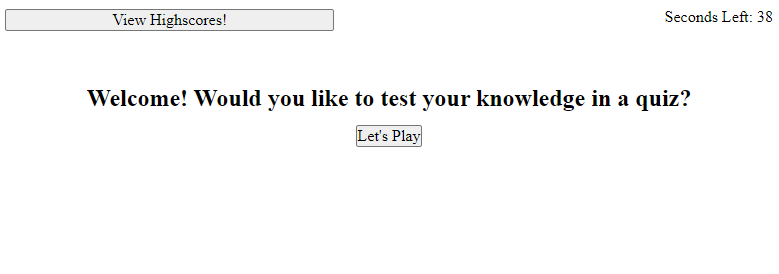 View Highscores!
Seconds Left: 38
Welcome! Would you like to test your knowledge in a quiz?
Let's Play